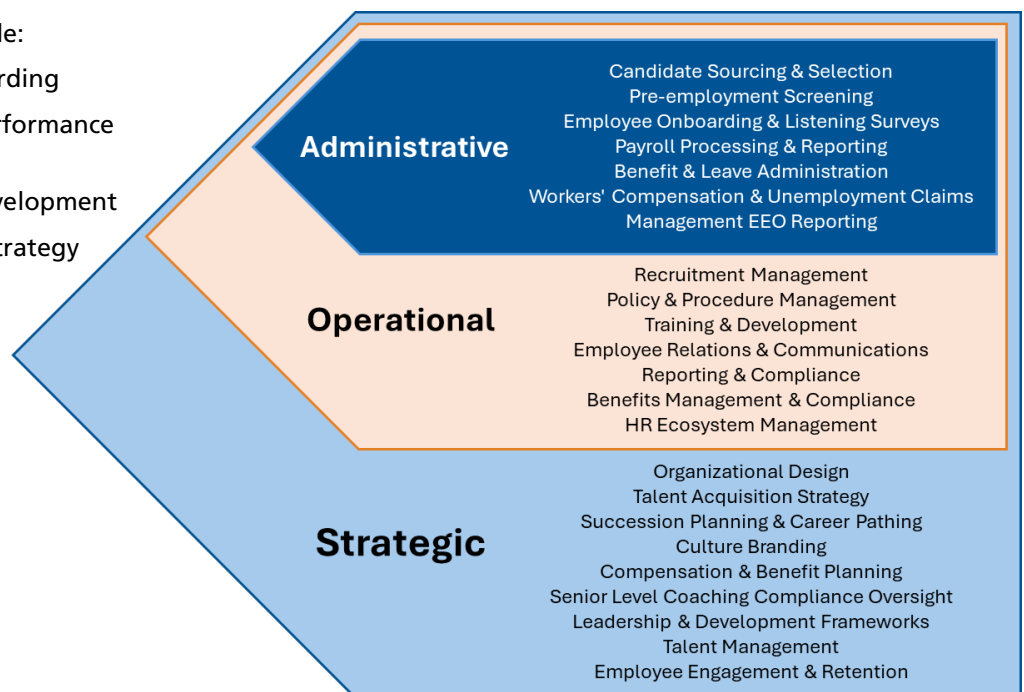 le:
rding
rformance
velopment
trategy
Administrative
Candidate Sourcing & Selection
Pre-employment Screening
Employee Onboarding & Listening Surveys
Payroll Processing & Reporting
Benefit & Leave Administration
Workers' Compensation & Unemployment Claims
Management EEO Reporting
Operational
Recruitment Management
Policy & Procedure Management
Training & Development
Employee Relations & Communications
Reporting & Compliance
Benefits Management & Compliance
HR Ecosystem Management
Strategic
Organizational Design
Talent Acquisition Strategy
Succession Planning & Career Pathing
Culture Branding
Compensation & Benefit Planning
Senior Level Coaching Compliance Oversight
Leadership & Development Frameworks
Talent Management
Employee Engagement & Retention